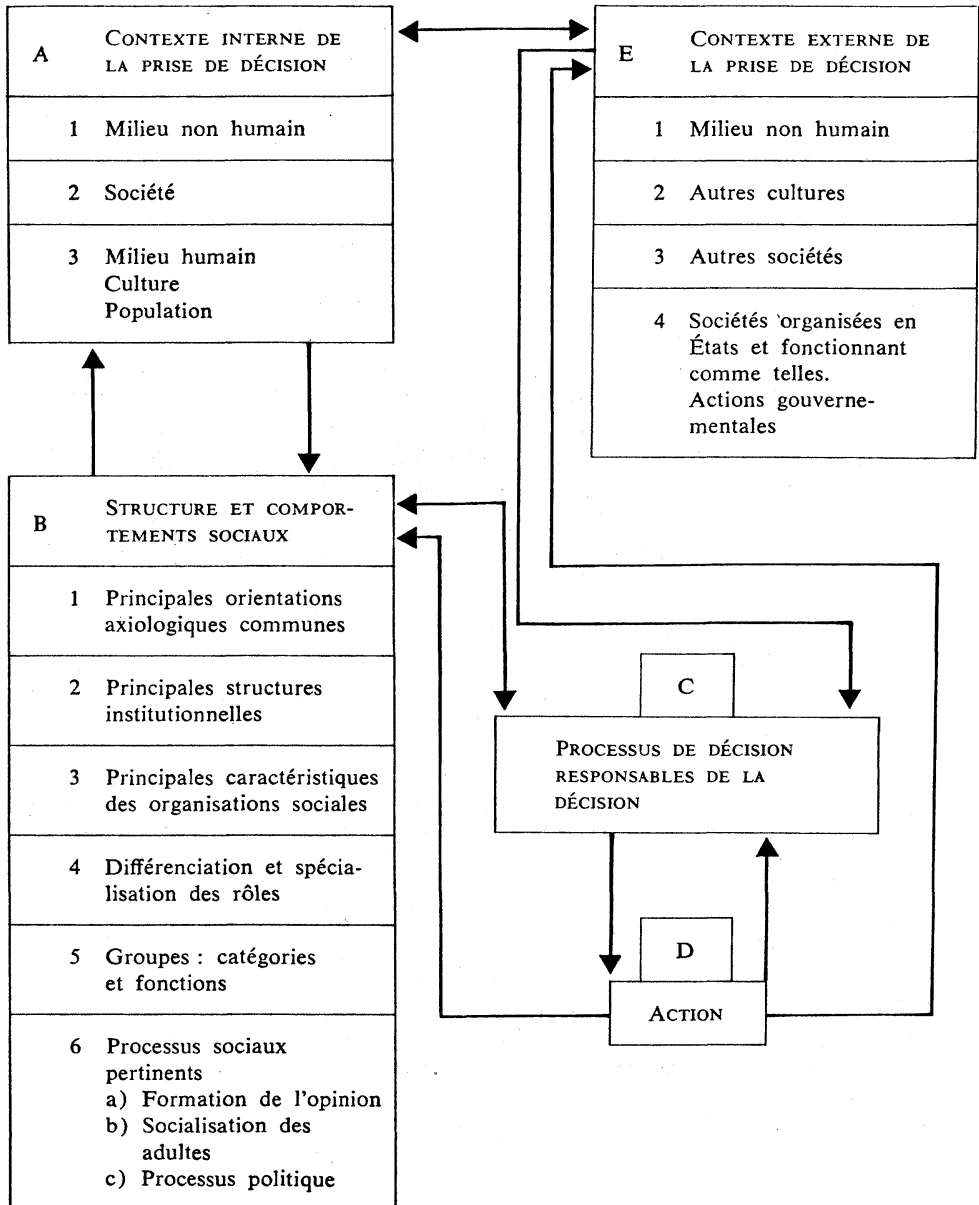 A
CONTEXTE INTERNE DE
LA PRISE DE DÉCISION
1 Milieu non humain
2 Société
3 Milieu humain
Culture
Population
E
CONTEXTE EXTERNE DE
LA PRISE DE DÉCISION
1 Milieu non humain
2 Autres cultures
3 Autres sociétés
4 Sociétés organisées en
États et fonctionnant
comme telles.
Actions gouverne-
mentales
B
STRUCTURE ET COMPOR-
TEMENTS SOCIAUX
1 Principales orientations
axiologiques communes
2 Principales structures
institutionnelles
3 Principales caractéristiques
des organisations sociales
4 Différenciation et spécia-
lisation des rôles
5 Groupes : catégories
et fonctions
6 Processus sociaux
pertinents
a) Formation de l'opinion
b) Socialisation des
adultes
c) Processus politique
C
PROCESSUS DE DÉCISION
RESPONSABLES DE LA
DÉCISION
D
ACTION